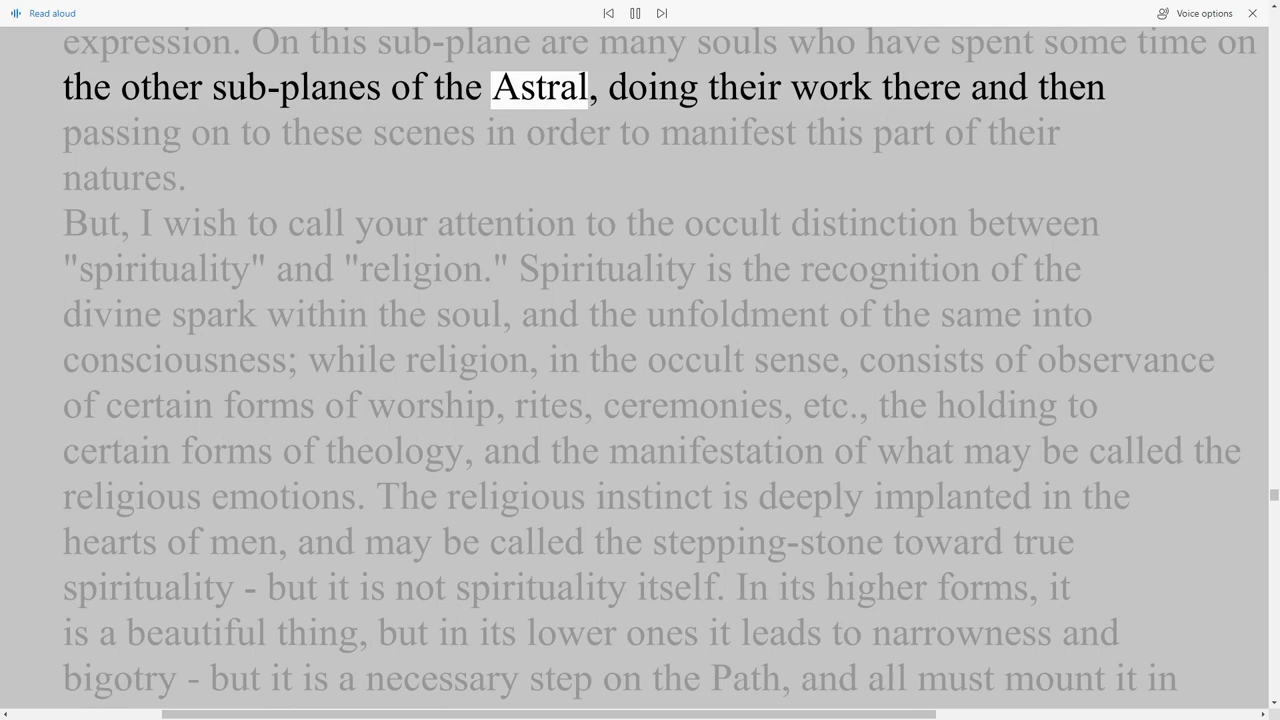 Read aloud
Voice options
expression. On this sub-plane are many souls who have spent some time on
the other sub-planes of the Astral, doing their work there and then
passing on to these scenes in order to manifest this part of their
natures.
But, I wish to call your attention to the occult distinction between
"spirituality" and "religion." Spirituality is the recognition of the
divine spark within the soul, and the unfoldment of the same into
consciousness; while religion, in the occult sense, consists of observance
of certain forms of worship, rites, ceremonies, etc., the holding to
certain forms of theology, and the manifestation of what may be called the
religious emotions. The religious instinct is deeply implanted in the
hearts of men, and may be called the stepping-stone toward true
spirituality - but it is not spirituality itself. In its higher forms, it
is a beautiful thing, but in its lower ones it leads to narrowness and
bigotry - but it is a necessary step on the Path, and all must mount it in